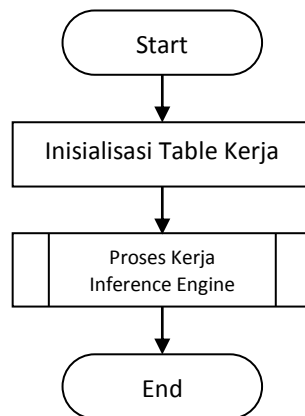 Start
Inisialisasi Table Kerja
Proses Kerja
Inference Engine
End